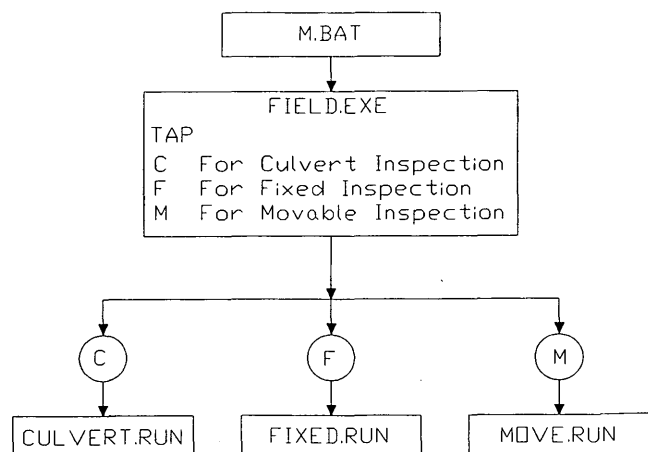 M.BAT
FIELD.EXE
TAP
C For Culvert Inspection
F For Fixed Inspection
M For Movable Inspection
C
F
M
CULVERT.RUN
FIXED.RUN
MOVE.RUN